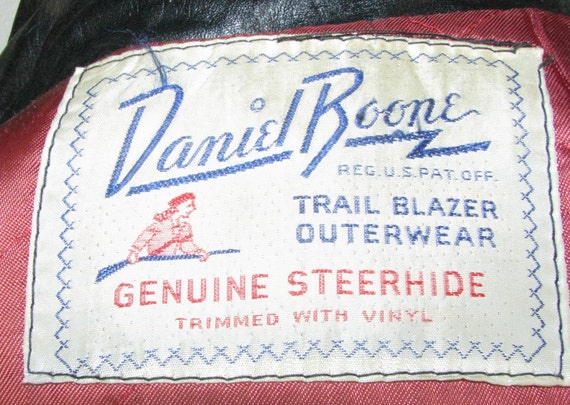 Daniel Boone
REG. U.S. PAT. OFF.
TRAIL BLAZER
OUTERWEAR
GENUINE STEERHIDE
TRIMMED WITH VINYL